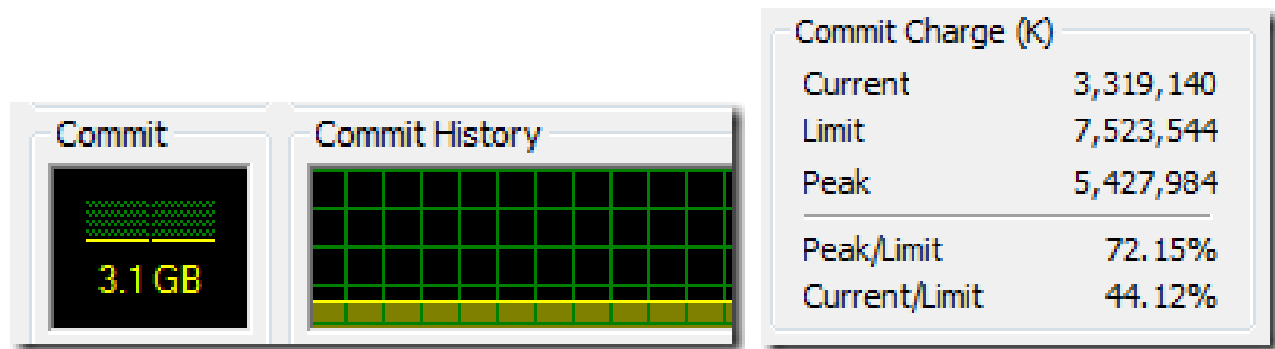 Commit
Commit History
3.1 GB
Commit Charge (K)
Current 3,319,140
Limit 7,523,544
Peak 5,427,984
Peak/Limit 72.15%
Current/Limit 44.12%